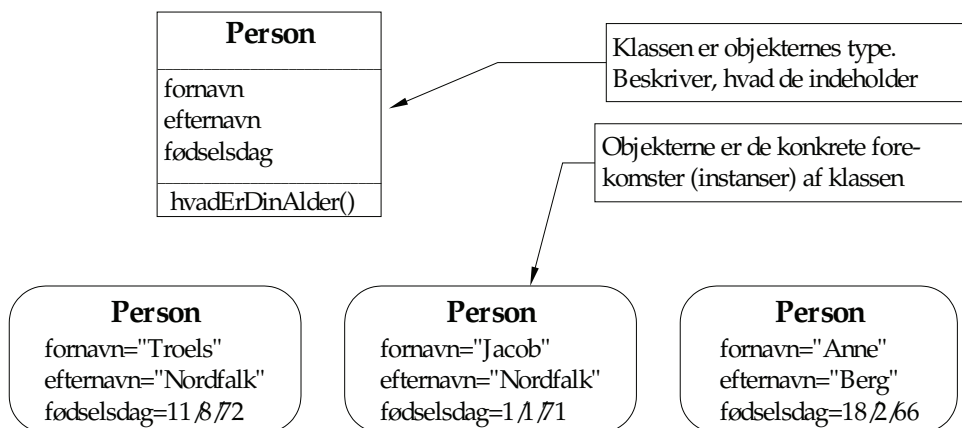 Person
fornavn
efternavn
fødselsdag
hvadErDinAlder()
Klassen er objekternes type.
Beskriver, hvad de indeholder
Objekterne er de konkrete fore-
komster (instanser) af klassen
Person
fornavn="Troels"
efternavn="Nordfalk"
fødselsdag=11/8/72
Person
fornavn="Jacob"
efternavn="Nordfalk"
fødselsdag=1/1/71
Person
fornavn="Anne"
efternavn="Berg"
fødselsdag=18/2/66